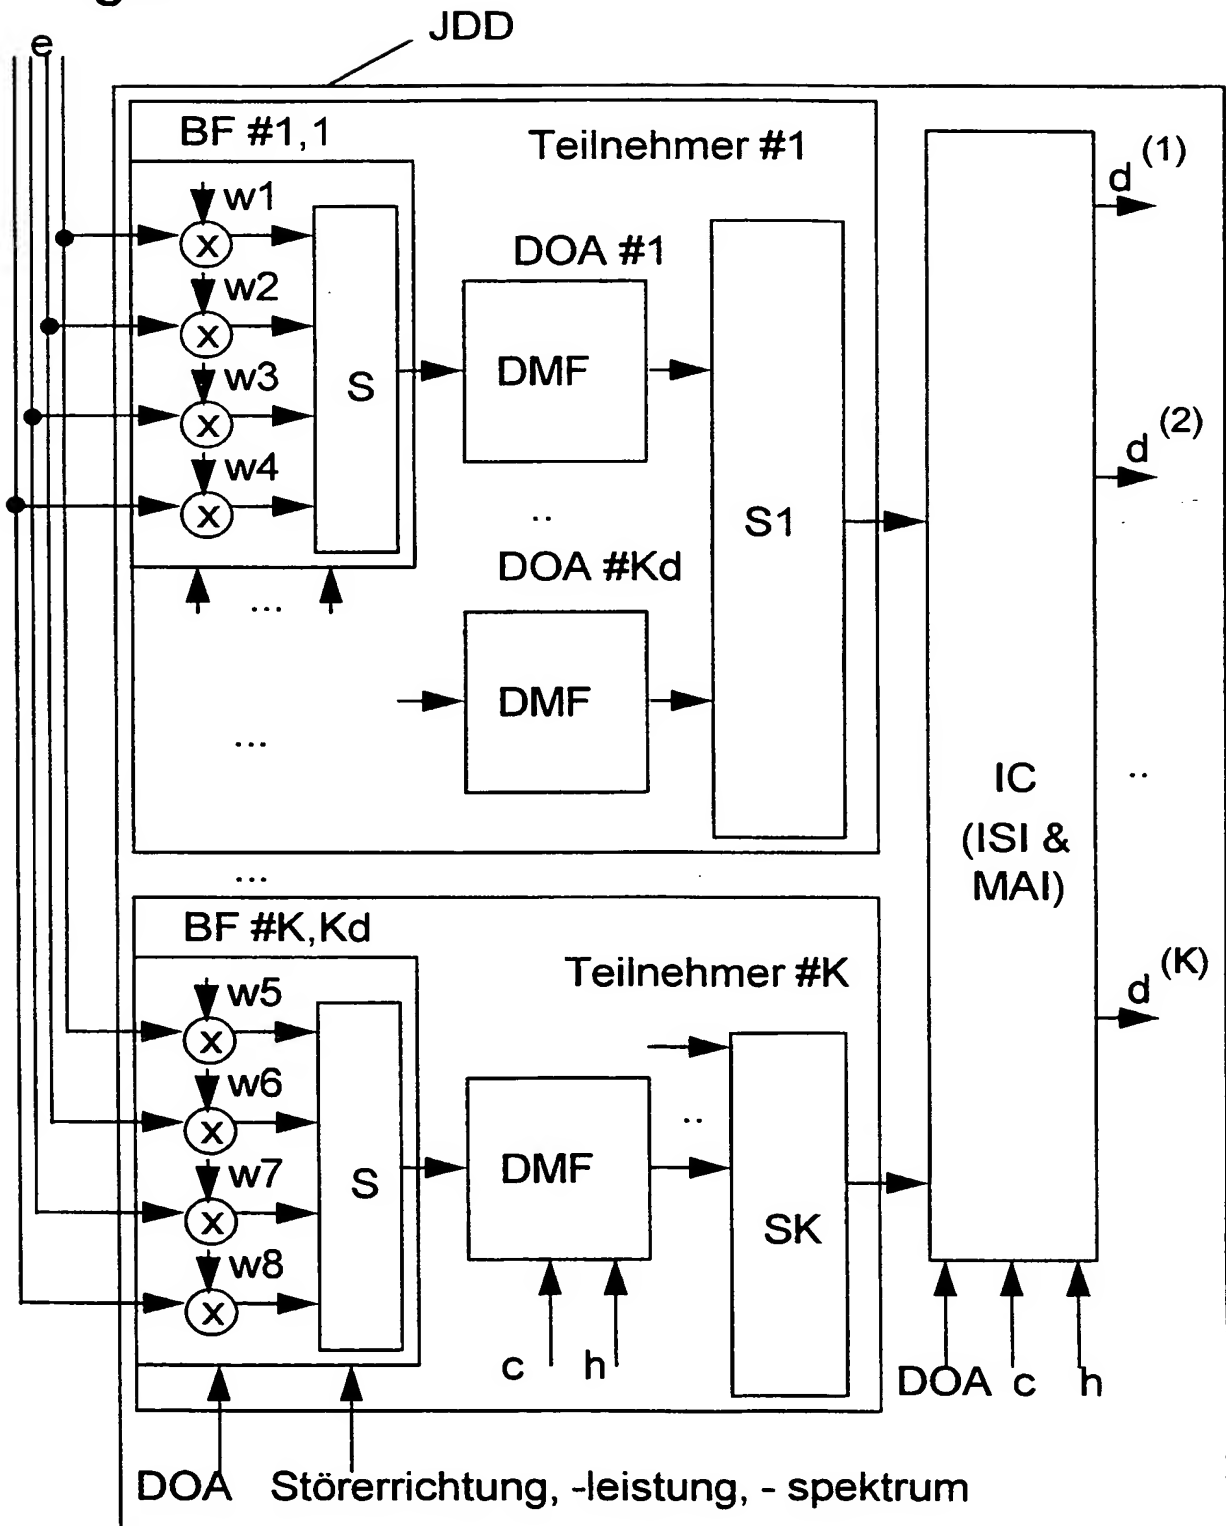 JDD
e
BF #1,1
Teilnehmer #1
d (1)
w1
x
DOA #1
w2
x
DMF
w3
S
x
d (2)
w4
x
..
S1
DOA #Kd
...
DMF
...
IC
(ISI &
MAI)
..
...
BF #K,Kd
Teilnehmer #K
d (K)
w5
x
w6
x
..
w7
S
DMF
x
SK
w8
x
c h
DOA c h
DOA Störerrichtung, -leistung, - spektrum